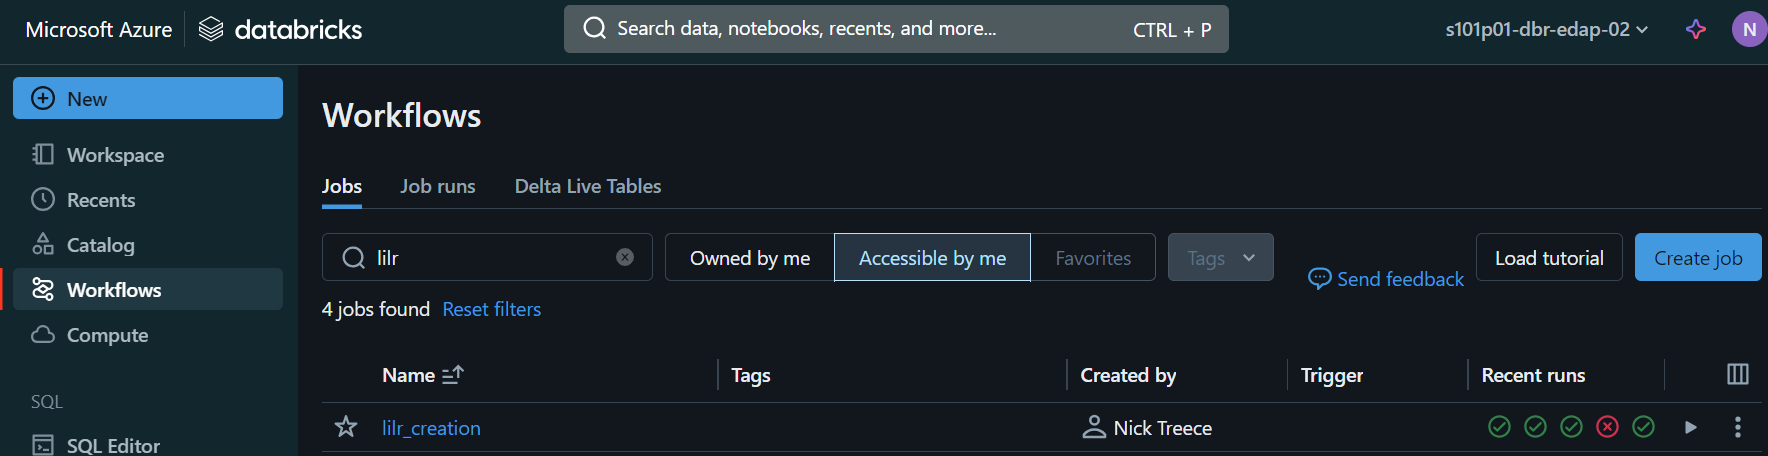 Microsoft Azure databricks Search data, notebooks, recents, and more... CTRL + P s101p01-dbr-edap-02 N
New
Workspace
Recents
Catalog
Workflows
Compute
SQL
SQL Editor
Workflows
Jobs Job runs Delta Live Tables
lilr Owned by me Accessible by me Favorites Tags Send feedback Load tutorial Create job
4 jobs found Reset filters
Name Tags Created by Trigger Recent runs
lilr_creation Nick Treece